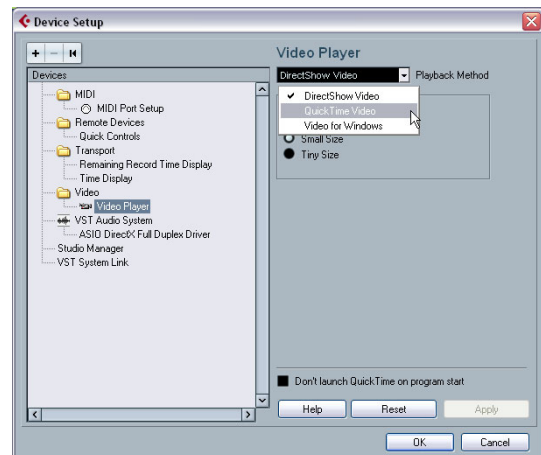 Device Setup
Devices
MIDI
MIDI Port Setup
Remote Devices
Quick Controls
Transport
Remaining Record Time Display
Time Display
Video
Video Player
VST Audio System
ASIO DirectX Full Duplex Driver
Studio Manager
VST System Link
Video Player
DirectShow Video Playback Method
DirectShow Video
QuickTime Video
Video for Windows
Small Size
Tiny Size
Don't launch QuickTime on program start
Help Reset Apply
OK Cancel